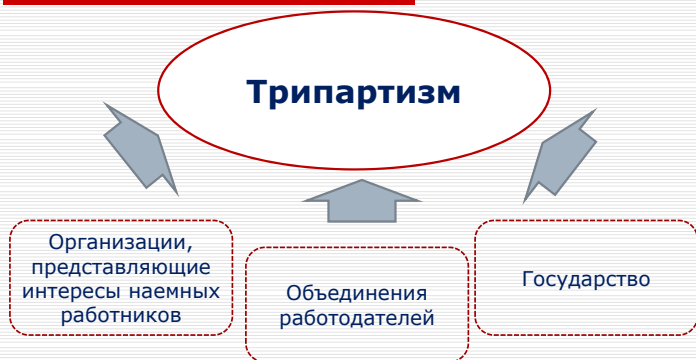 Трипартизм
Организации,
представляющие
интересы наемных
работников
Объединения
работодателей
Государство